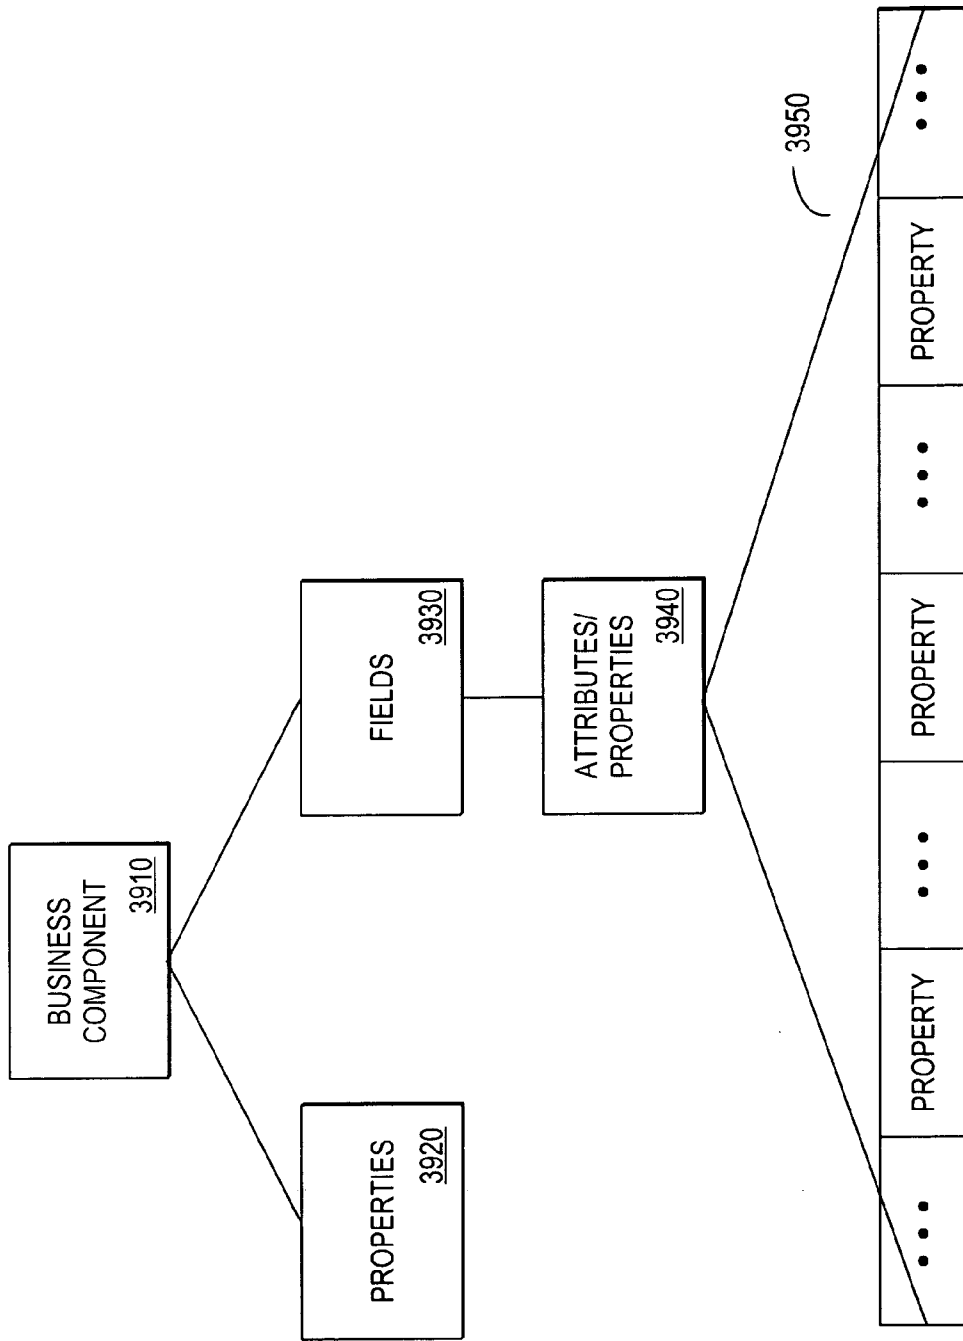 BUSINESS
COMPONENT
3910
PROPERTIES
3920
FIELDS
3930
ATTRIBUTES/
PROPERTIES
3940
3950
••• PROPERTY ••• PROPERTY ••• PROPERTY •••